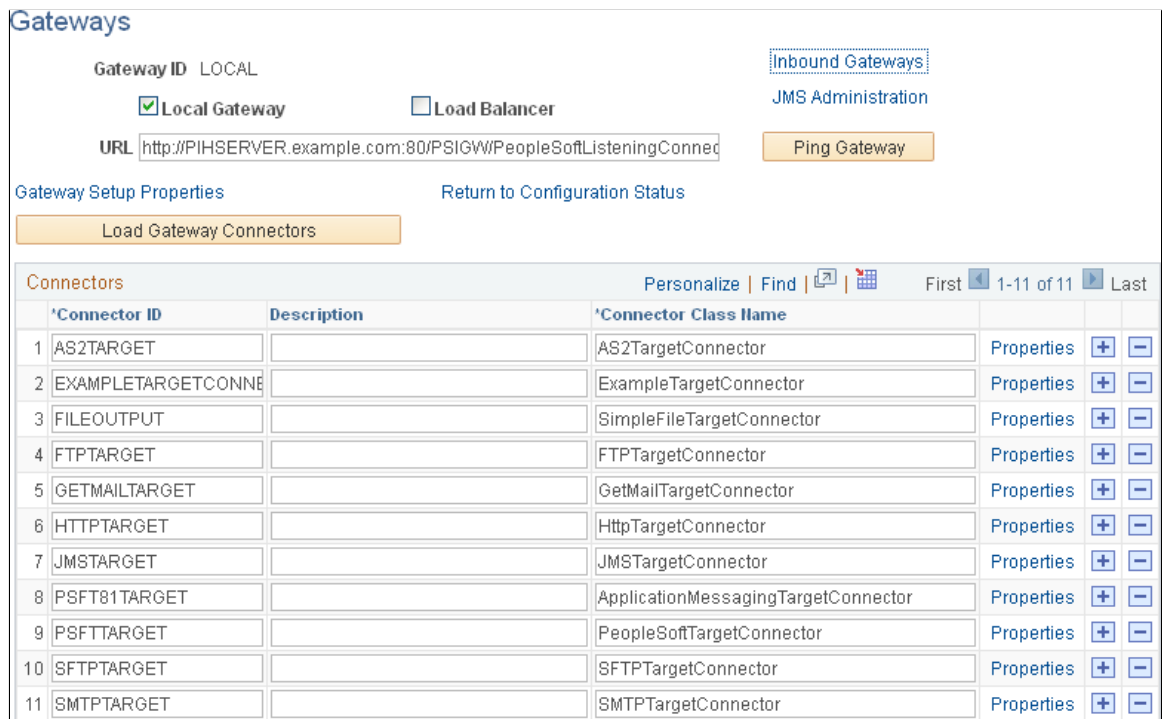 Gateways
Gateway ID LOCAL
Inbound Gateways
Local Gateway
Load Balancer
JMS Administration
URL http://PIHSERVER.example.com:80/PSIGW/PeopleSoftListeningConnec
Ping Gateway
Gateway Setup Properties
Return to Configuration Status
Load Gateway Connectors
Connectors Personalize | Find | | First 1-11 of 11 Last
*Connector ID Description *Connector Class Name
1 AS2TARGET AS2TargetConnector Properties
2 EXAMPLETARGETCONNE ExampleTargetConnector Properties
3 FILEOUTPUT SimpleFileTargetConnector Properties
4 FTPTARGET FTPTargetConnector Properties
5 GETMAILTARGET GetMailTargetConnector Properties
6 HTTPTARGET HttpTargetConnector Properties
7 JMSTARGET JMSTargetConnector Properties
8 PSFT81TARGET ApplicationMessagingTargetConnector Properties
9 PSFTTARGET PeopleSoftTargetConnector Properties
10 SFTPTARGET SFTPTargetConnector Properties
11 SMTPTARGET SMTPTargetConnector Properties